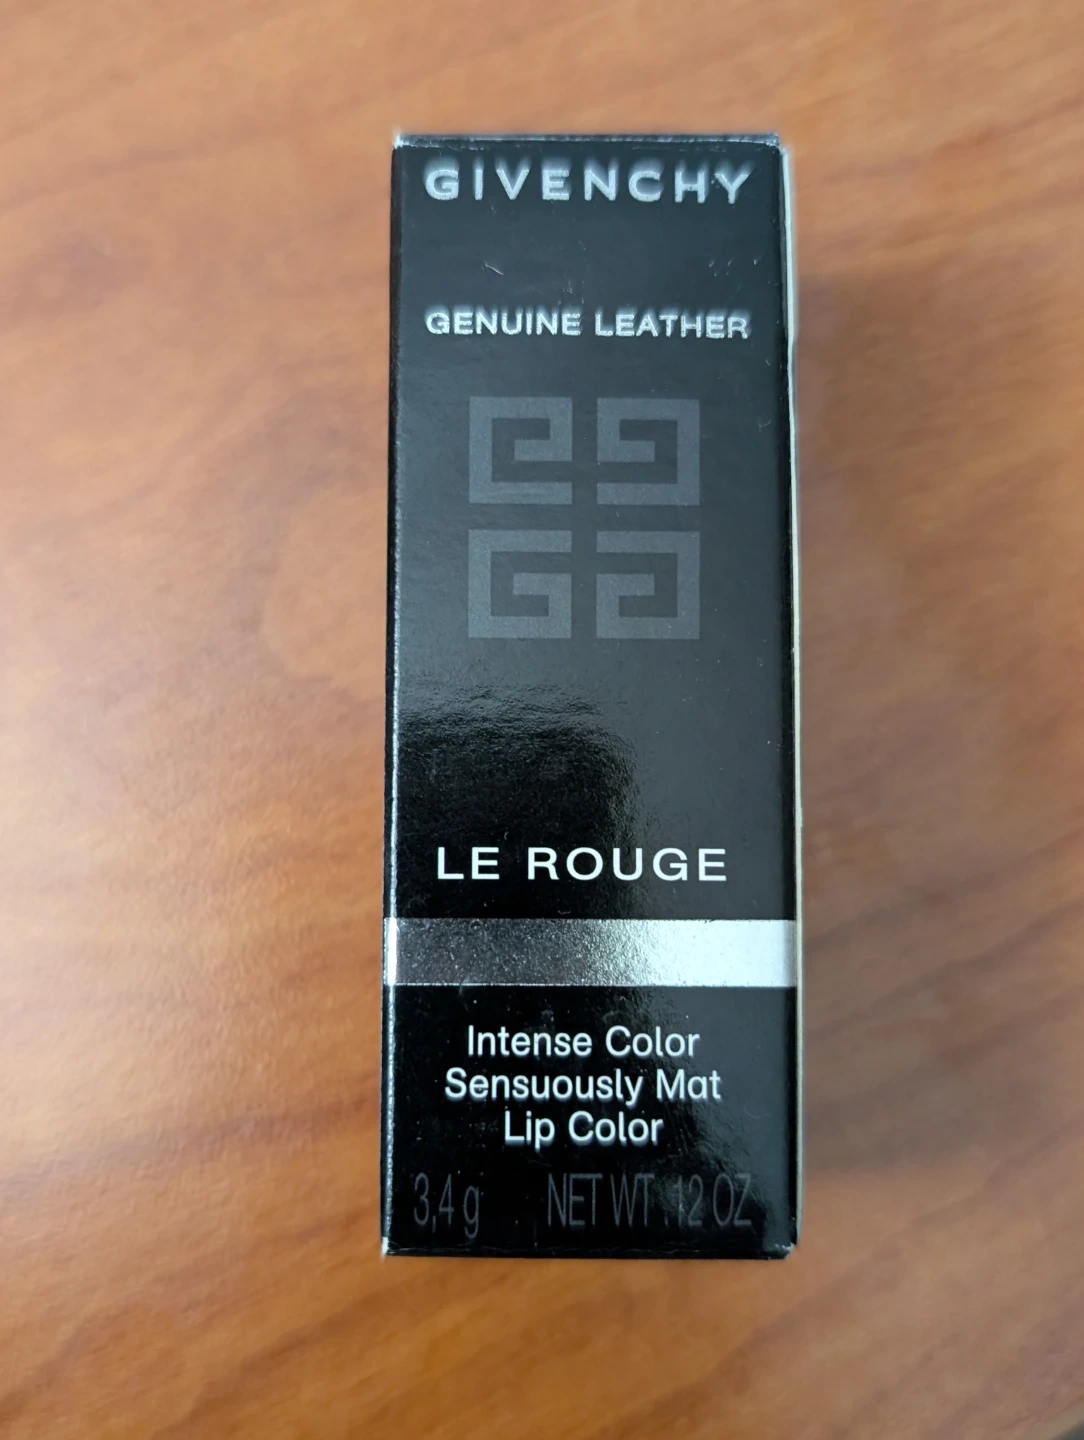 GIVENCHY
GENUINE LEATHER
LE ROUGE
Intense Color
Sensuously Mat
Lip Color
3,4 g NET WT .12 OZ